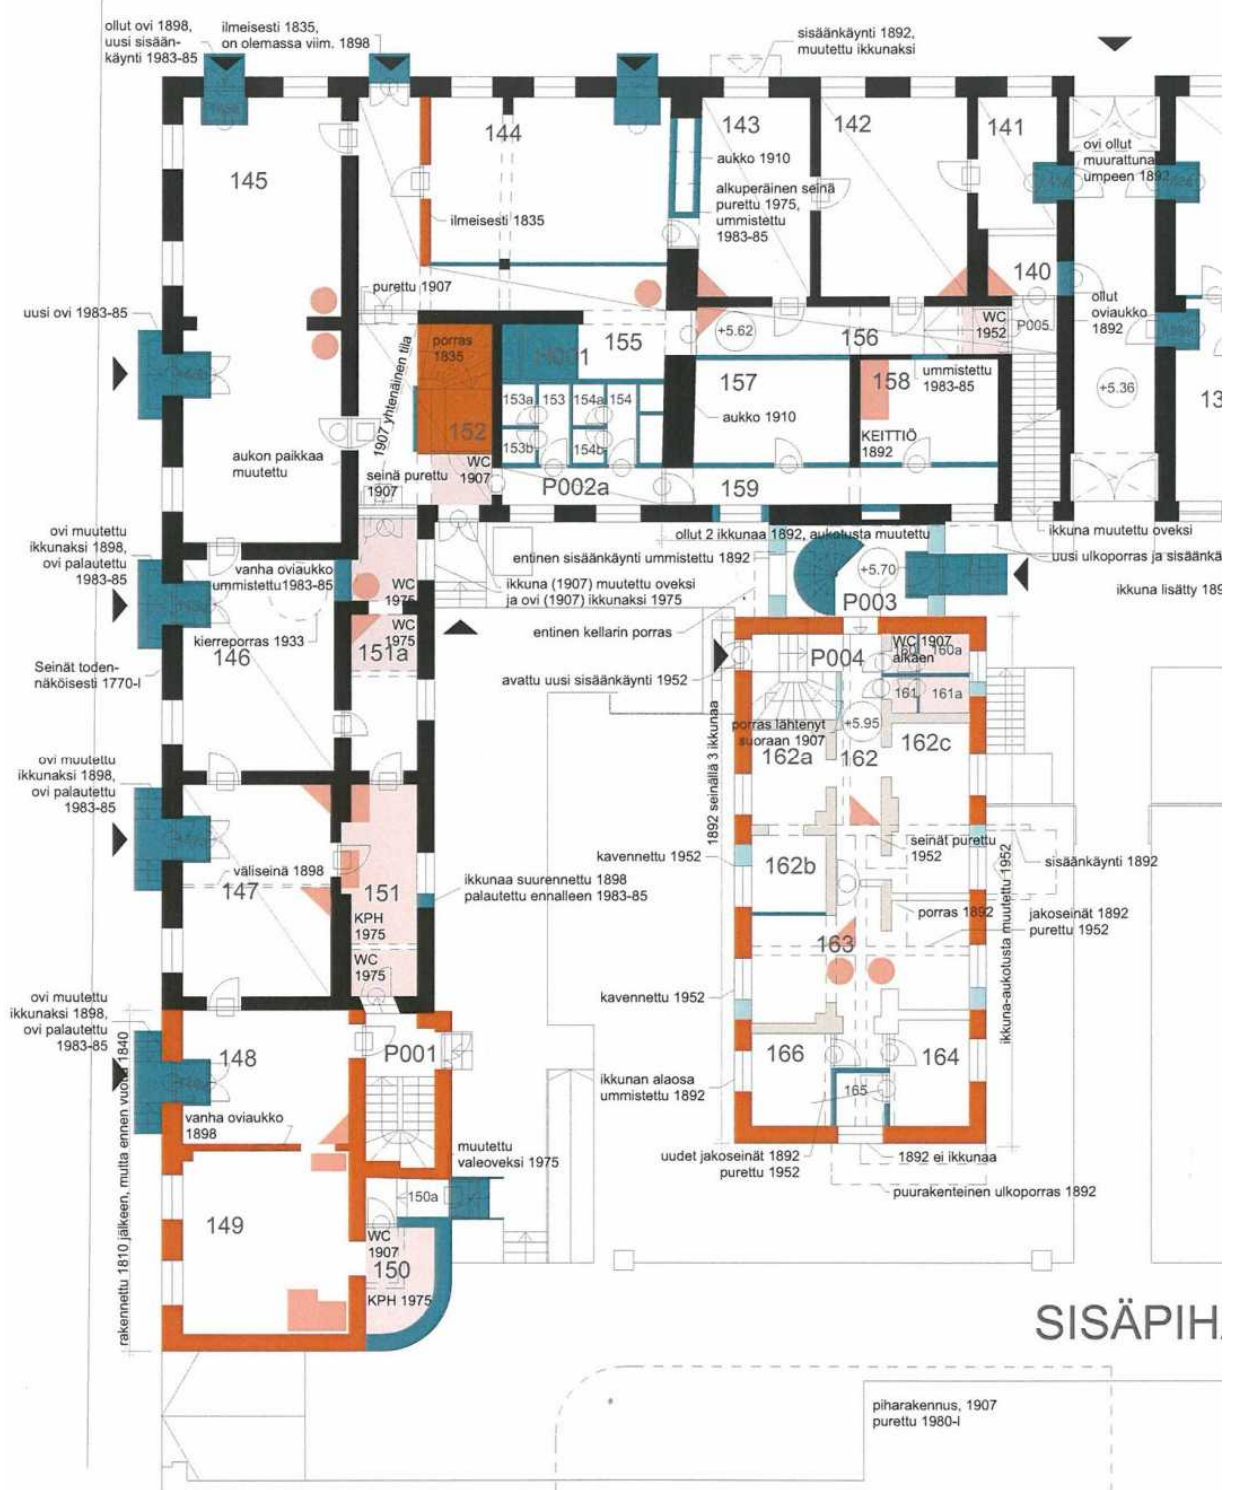 ollut ovi 1898,
uusi sisään-
käynti 1983-85
ilmeisesti 1835,
on olemassa viim. 1898
sisäänkäynti 1892,
muutettu ikkunaksi
144
143
142
141
aukko 1910
ovi ollut
muurattuna
umpeen 1892
145
alkuperäinen seinä
purettu 1975,
ummistettu
1983-85
ilmeisesti 1835
140
purettu 1907
ollut
oviaukko
1892
uusi ovi 1983-85
WC
1952
P005
+5.62
porras
1835
H001
155
156
1907 yhtenäinen tila
157
158
ummistettu
1983-85
+5.36
13
153a
153
154a
154
aukko 1910
152
KEITTIÖ
1892
153b
154b
aukon paikkaa
muutettu
WC
1907
seinä purettu
1907
P002a
159
ovi muutettu
ikkunaksi 1898,
ovi palautettu
1983-85
ollut 2 ikkunaa 1892, aukotusta muutettu
ikkuna muutettu oveksi
entinen sisäänkäynti ummistettu 1892
uusi ulkoporras ja sisäänkä
vanha oviaukko
ummistettu1983-85
WC
1975
ikkuna (1907) muutettu oveksi
ja ovi (1907) ikkunaksi 1975
+5.70
P003
ikkuna lisätty 189
kierreporras 1933
WC
1975
entinen kellarin porras
146
151a
Seinät toden-
näköisesti 1770-l
P004
WC 1907
alkaen
160
160a
avattu uusi sisäänkäynti 1952
161
161a
porras lähtenyt
suoraan 1907
+5.95
162a
162
162c
1892 seinällä 3 ikkunaa
ovi muutettu
ikkunaksi 1898,
ovi palautettu
1983-85
seinät purettu
1952
kavennettu 1952
sisäänkäynti 1892
162b
väliseinä 1898
147
151
ikkunaa suurennettu 1898
palautettu ennalleen 1983-85
KPH
1975
porras 1892
jakoseinät 1892
purettu 1952
163
WC
1975
ikkuna-aukotusta muutettu 1952
kavennettu 1952
ovi muutettu
ikkunaksi 1898,
ovi palautettu
1983-85
148
P001
166
164
ikkunan alaosa
ummistettu 1892
165
vanha oviaukko
1898
muutettu
valeoveksi 1975
uudet jakoseinät 1892
purettu 1952
1892 ei ikkunaa
puurakenteinen ulkoporras 1892
150a
149
WC
1907
150
KPH 1975
rakennettu 1810 jälkeen, mutta ennen vuotta 1840
SISÄPIHA
piharakennus, 1907
purettu 1980-l